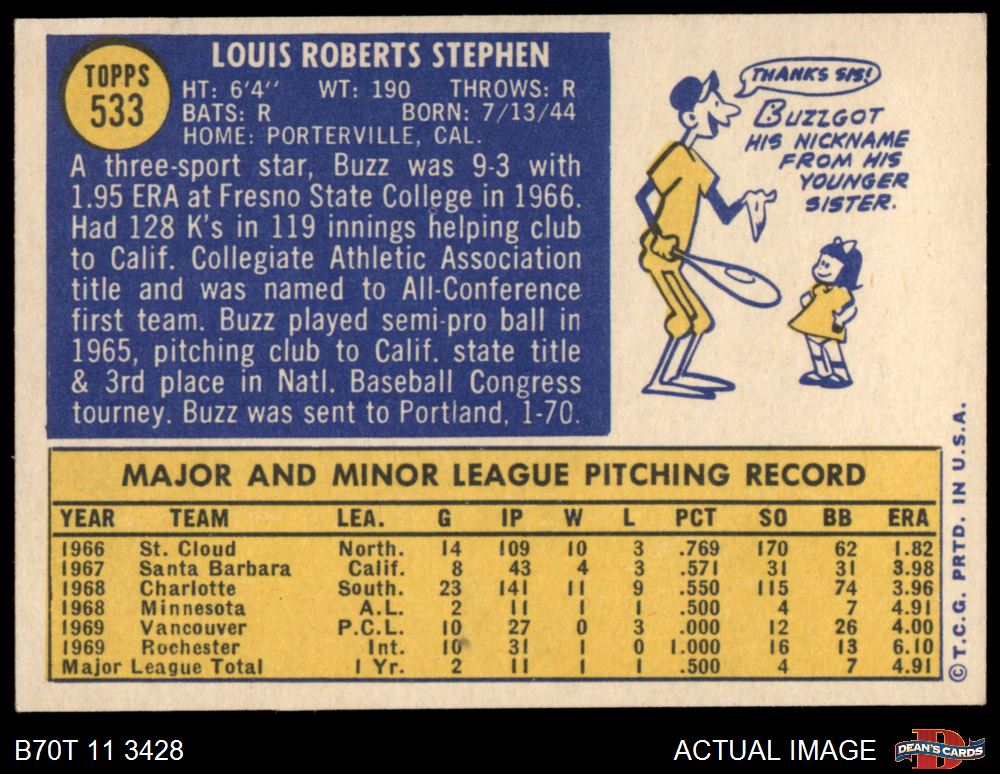 TOPPS
533
LOUIS ROBERTS STEPHEN
HT: 6'4" WT: 190 THROWS: R
BATS: R BORN: 7/13/44
HOME: PORTERVILLE, CAL.
A three-sport star, Buzz was 9-3 with
1.95 ERA at Fresno State College in 1966.
Had 128 K's in 119 innings helping club
to Calif. Collegiate Athletic Association
title and was named to All-Conference
first team. Buzz played semi-pro ball in
1965, pitching club to Calif. state title
& 3rd place in Natl. Baseball Congress
tourney. Buzz was sent to Portland, 1-70.
THANKS SIS!
BUZZ GOT
HIS NICKNAME
FROM HIS
YOUNGER
SISTER.
MAJOR AND MINOR LEAGUE PITCHING RECORD
YEAR TEAM LEA. G IP W L PCT SO BB ERA
1966 St. Cloud North. 14 109 10 3 .769 170 62 1.82
1967 Santa Barbara Calif. 8 43 4 3 .571 31 31 3.98
1968 Charlotte South. 23 141 11 9 .550 115 74 3.96
1968 Minnesota A.L. 2 11 1 1 .500 4 7 4.91
1969 Vancouver P.C.L. 10 27 0 3 .000 12 26 4.00
1969 Rochester Int. 10 31 1 0 1.000 16 13 6.10
Major League Total 1 Yr. 2 11 1 1 .500 4 7 4.91
© T.C.G. PRTD. IN U.S.A.
B70T 11 3428
ACTUAL IMAGE
DEAN'S CARDS